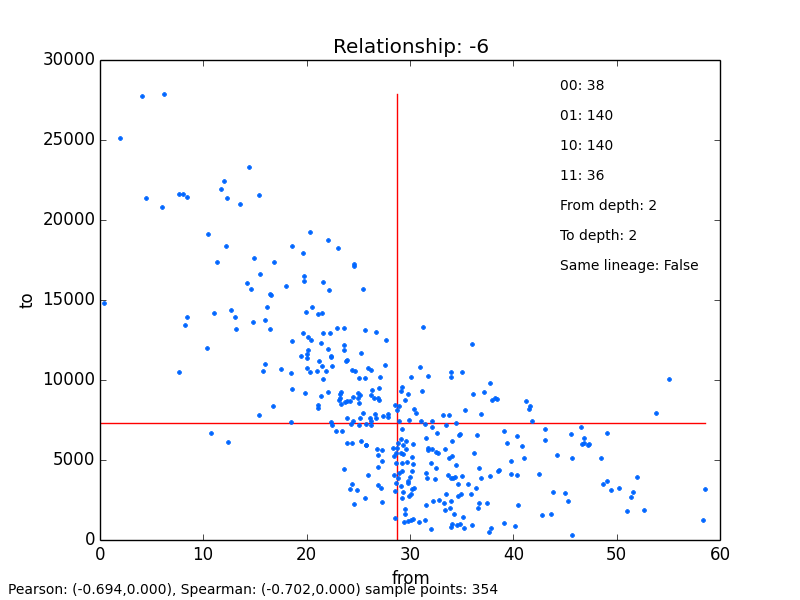 Relationship: -6
30000
25000
20000
15000
10000
5000
0
to
00: 38
01: 140
10: 140
11: 36
From depth: 2
To depth: 2
Same lineage: False
0 10 20 30 40 50 60
from
Pearson: (-0.694,0.000), Spearman: (-0.702,0.000) sample points: 354